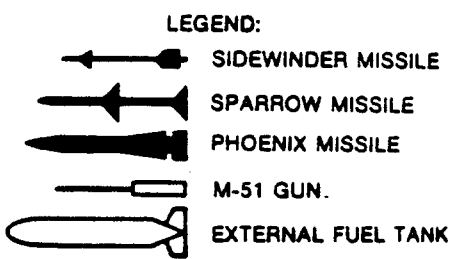 LEGEND:
SIDEWINDER MISSILE
SPARROW MISSILE
PHOENIX MISSILE
M-51 GUN.
EXTERNAL FUEL TANK